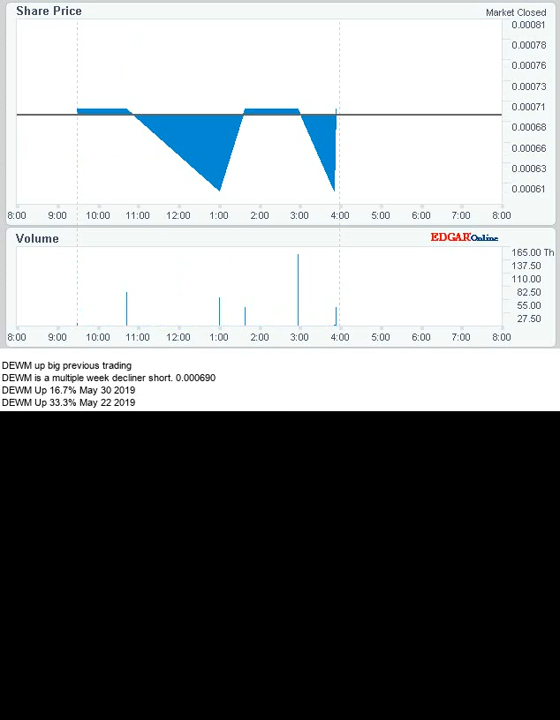 Share Price
Market Closed
0.00081
0.00078
0.00076
0.00073
0.00071
0.00068
0.00066
0.00063
0.00061
8:00 9:00 10:00 11:00 12:00 1:00 2:00 3:00 4:00 5:00 6:00 7:00 8:00
Volume
EDGAR Online
165.00 Th
137.50
110.00
82.50
55.00
27.50
8:00 9:00 10:00 11:00 12:00 1:00 2:00 3:00 4:00 5:00 6:00 7:00 8:00
DEWM up big previous trading
DEWM is a multiple week decliner short. 0.000690
DEWM Up 16.7% May 30 2019
DEWM Up 33.3% May 22 2019